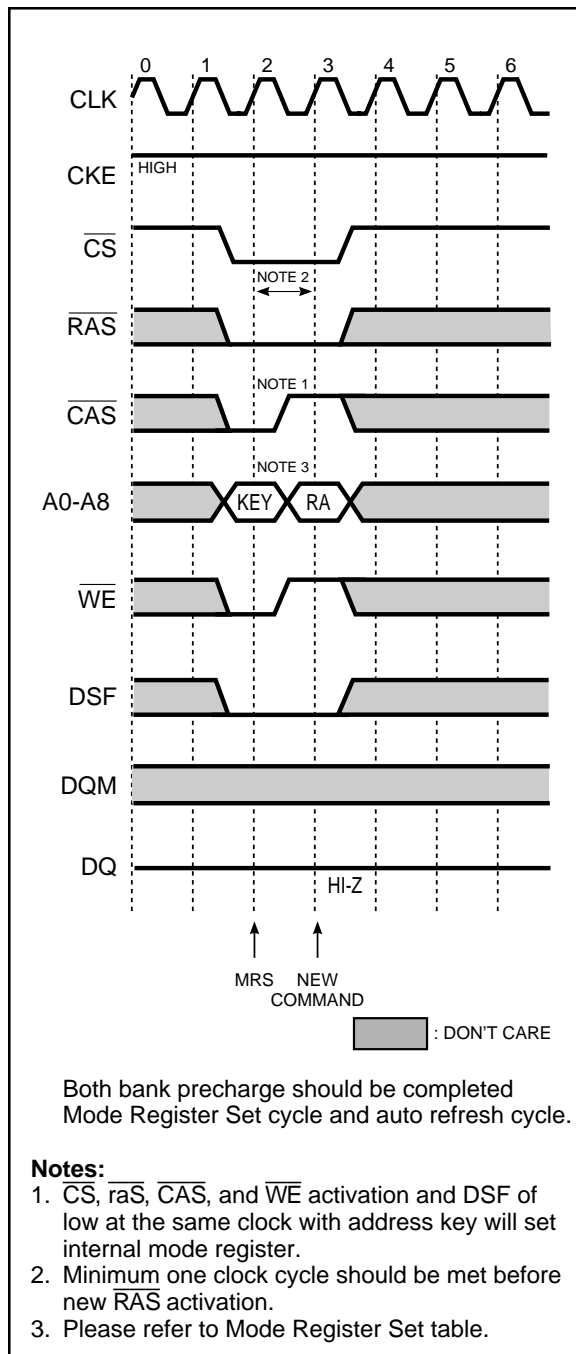 0 1 2 3 4 5 6
CLK
CKE
HIGH
CS
NOTE 2
RAS
NOTE 1
CAS
NOTE 3
A0-A8
KEY RA
WE
DSF
DQM
DQ
HI-Z
MRS NEW
COMMAND
: DON'T CARE
Both bank precharge should be completed
Mode Register Set cycle and auto refresh cycle.
Notes:
1. CS, raS, CAS, and WE activation and DSF of
low at the same clock with address key will set
internal mode register.
2. Minimum one clock cycle should be met before
new RAS activation.
3. Please refer to Mode Register Set table.